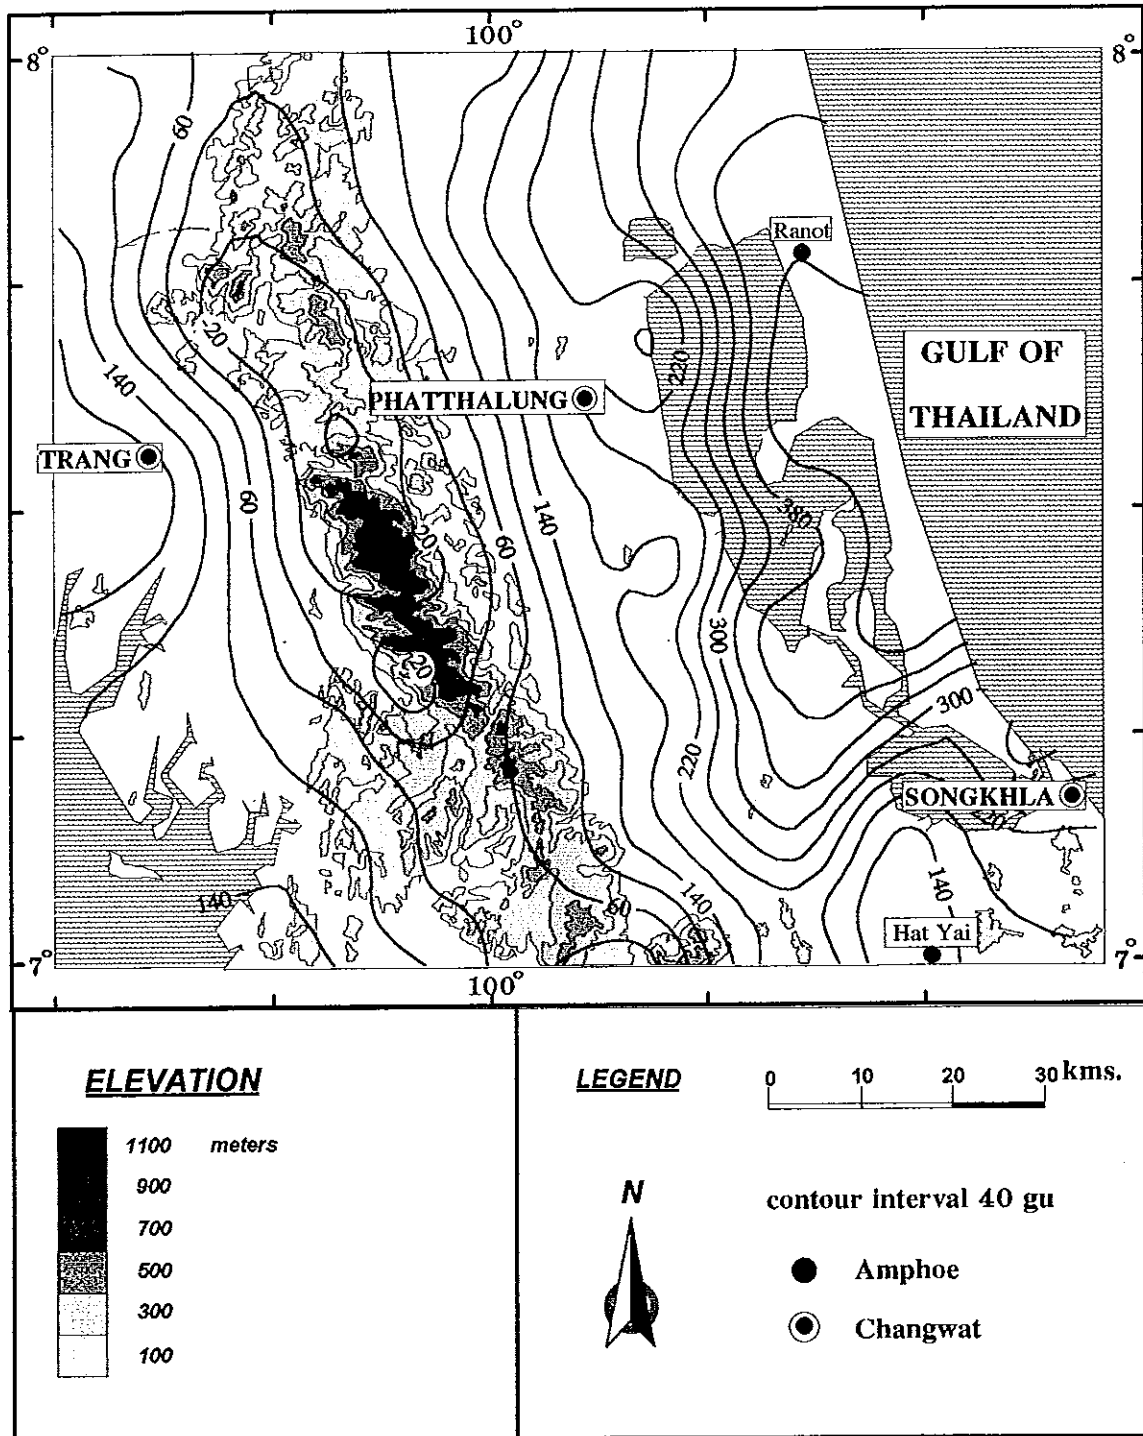 100°
8°
8°
60
Ranot
-20
GULF OF
THAILAND
220
140
PHATTHALUNG
TRANG
60
380
140
-20
60
300
-20
300
220
SONGKHLA
220
140
140
140
60
Hat Yai
7°
7°
100°
ELEVATION
1100 meters
900
700
500
300
100
LEGEND
0 10 20 30 kms.
N
contour interval 40 gu
Amphoe
Changwat